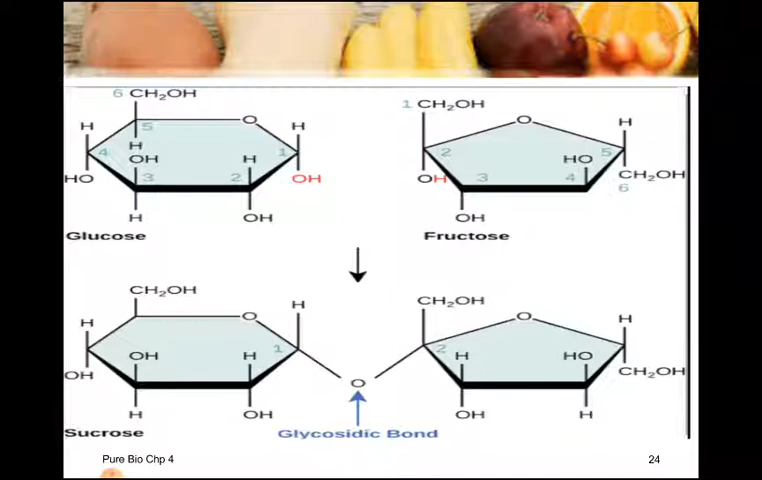 6 CH₂OH
1 CH₂OH
H 5 O H
O H
H 4 H 1
2 5
OH H
HO
HO 3 2 OH
OH 3 4 CH₂OH
6
H OH
OH
Glucose
Fructose
CH₂OH
CH₂OH
H O H
O H
OH H 1
2 H HO
OH
O
CH₂OH
H OH
OH H
Sucrose
Glycosidic Bond
Pure Bio Chp 4
24